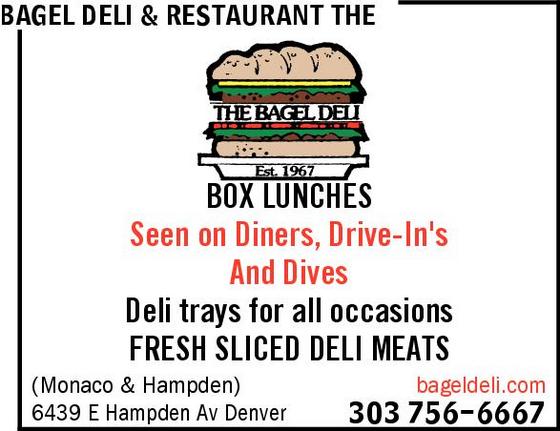 BAGEL DELI & RESTAURANT THE
THE BAGEL DELI
Est. 1967
BOX LUNCHES
Seen on Diners, Drive-In's
And Dives
Deli trays for all occasions
FRESH SLICED DELI MEATS
(Monaco & Hampden)
bageldeli.com
6439 E Hampden Av Denver
303 756-6667